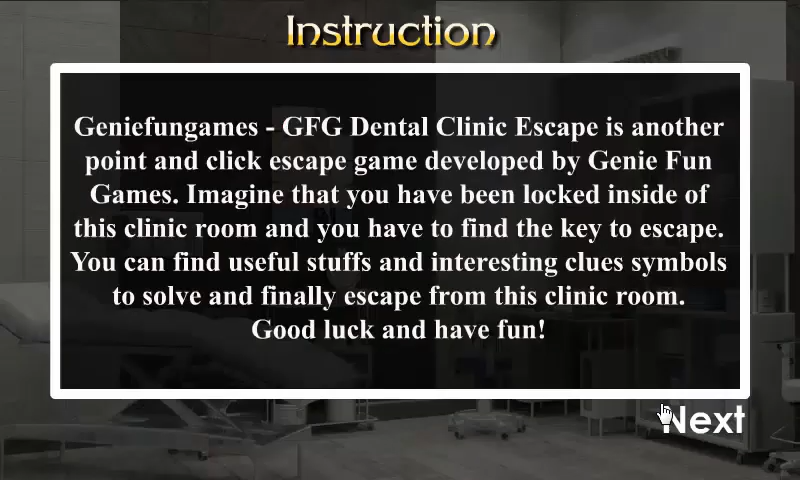 Instruction
Geniefungames - GFG Dental Clinic Escape is another
point and click escape game developed by Genie Fun
Games. Imagine that you have been locked inside of
this clinic room and you have to find the key to escape.
You can find useful stuffs and interesting clues symbols
to solve and finally escape from this clinic room.
Good luck and have fun!
Next